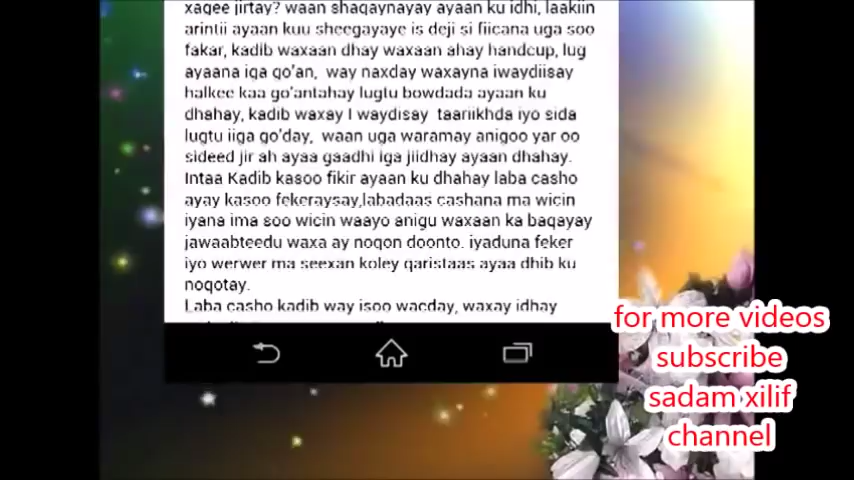 xagee jirtay? waan shaqaynayay ayaan ku idhi, laakiin
arintii ayaan kuu sheegayaye is deji si fiicana uga soo
fakar, kadib waxaan dhay waxaan ahay handcup, lug
ayaana iga go'an, way naxday waxayna iwaydiisay
halkee kaa go'antahay lugtu bowdada ayaan ku
dhahay, kadib waxay I waydisay taariikhda iyo sida
lugtu iiga go'day, waan uga waramay anigoo yar oo
sideed jir ah ayaa gaadhi iga jiidhay ayaan dhahay.
Intaa Kadib kasoo fikir ayaan ku dhahay laba casho
ayay kasoo fekeraysay,labadaas cashana ma wicin
iyana ima soo wicin waayo anigu waxaan ka baqayay
jawaabteedu waxa ay noqon doonto. iyaduna feker
iyo werwer ma seexan koley qaristaas ayaa dhib ku
noqotay.
Laba casho kadib way isoo wacday, waxay idhay
for more videos
subscribe
sadam xilif
channel